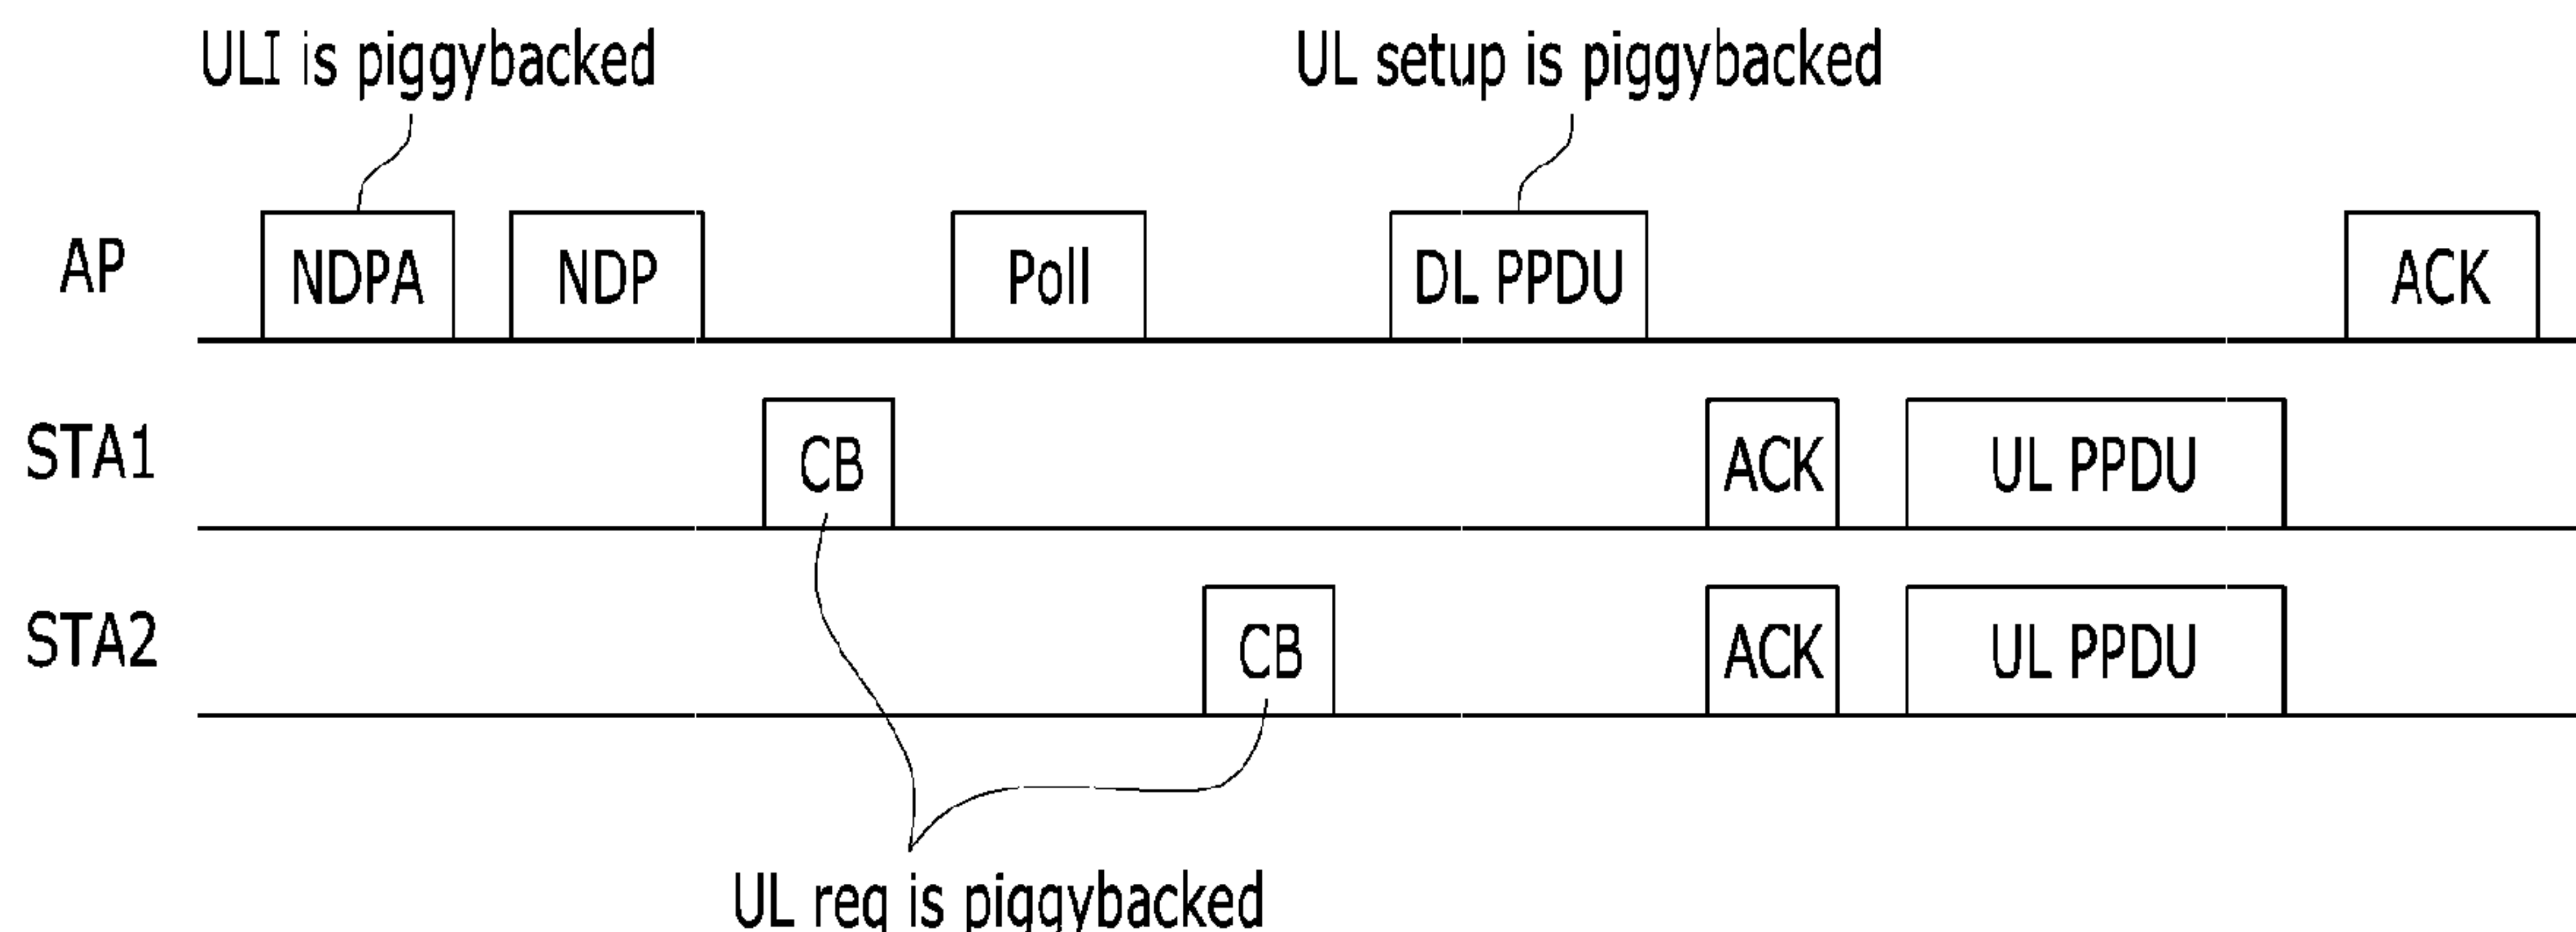 ULI is piggybacked
UL setup is piggybacked
AP
NDPA
NDP
Poll
DL PPDU
ACK
STA1
CB
ACK
UL PPDU
STA2
CB
ACK
UL PPDU
UL req is piggybacked